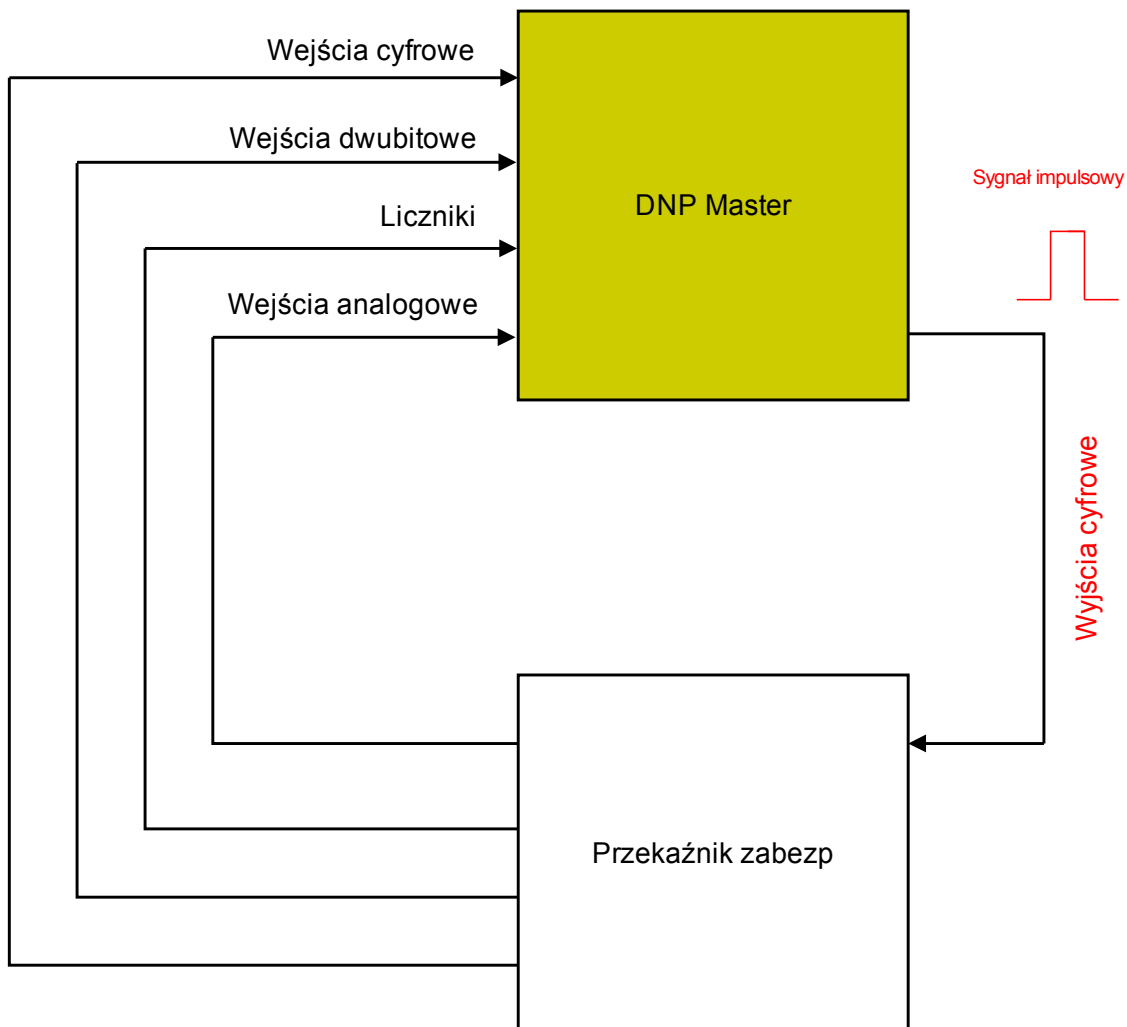 Wejścia cyfrowe
Wejścia dwubitowe
Liczniki
Wejścia analogowe
DNP Master
Sygnał impulsowy
Wyjścia cyfrowe
Przekaźnik zabezp